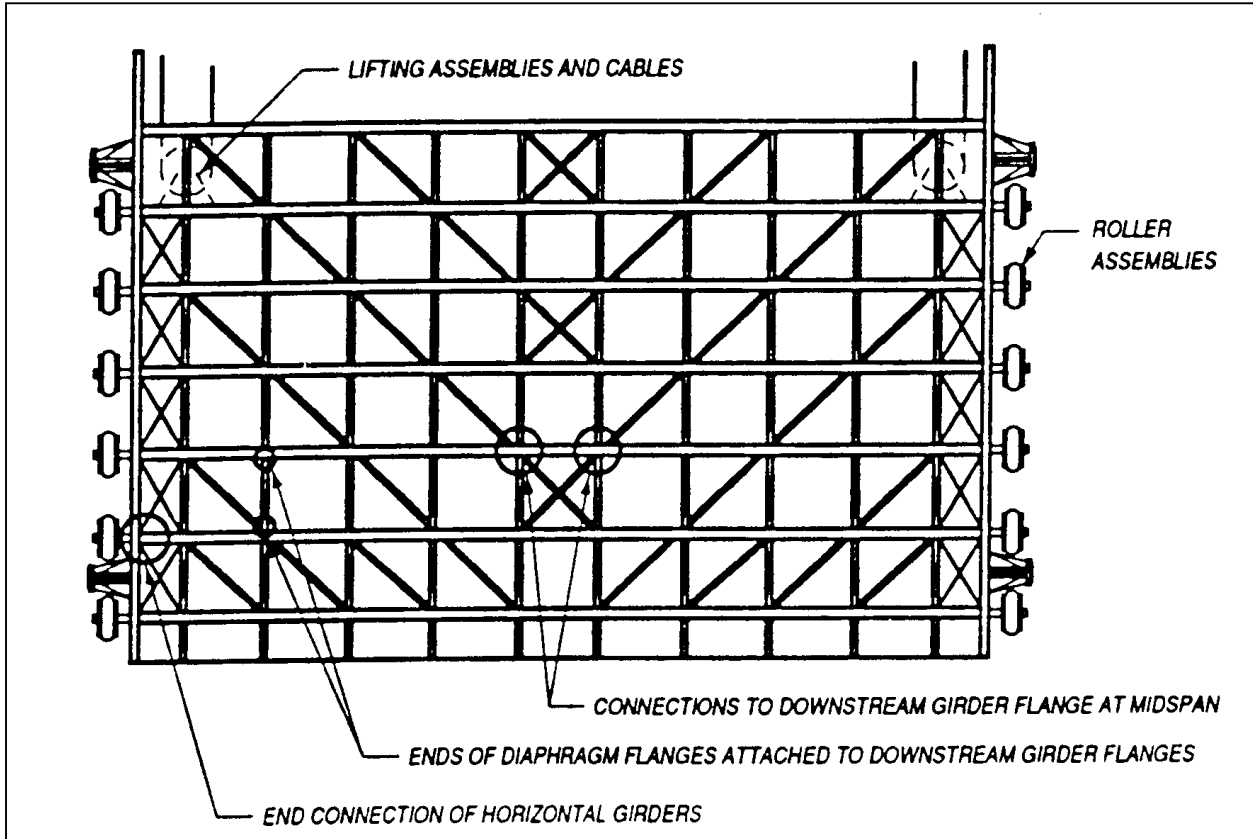 LIFTING ASSEMBLIES AND CABLES
ROLLER
ASSEMBLIES
CONNECTIONS TO DOWNSTREAM GIRDER FLANGE AT MIDSPAN
ENDS OF DIAPHRAGM FLANGES ATTACHED TO DOWNSTREAM GIRDER FLANGES
END CONNECTION OF HORIZONTAL GIRDERS